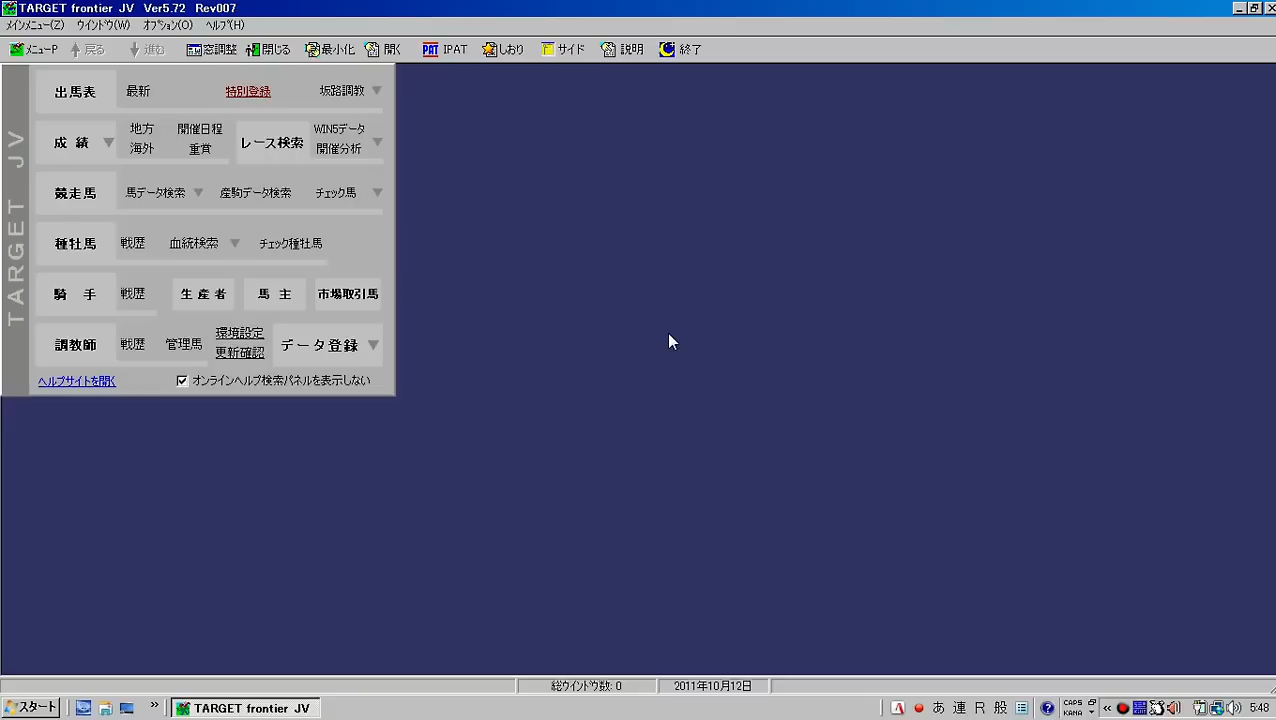 TARGET frontier JV Ver5.72 Rev007
ﾒｲﾝﾒﾆｭｰ(Z) ｳｲﾝﾄﾞｳ(W) ｵﾌﾟｼｮﾝ(O) ﾍﾙﾌﾟ(H)
ﾒﾆｭｰP 戻る 進む 窓調整 閉じる 最小化 開く PAT IPAT しおり サイド 説明 終了
TARGET JV
出馬表 最新 特別登録 坂路調教
成 績 地方 開催日程 レース検索 WIN5データ
海外 重賞 開催分析
競走馬 馬データ検索 産駒データ検索 チェック馬
種牡馬 戦歴 血統検索 チェック種牡馬
騎 手 戦歴 生 産 者 馬 主 市場取引馬
調教師 戦歴 管理馬 環境設定 データ登録
更新確認
ヘルプサイトを開く オンラインヘルプ検索パネルを表示しない
総ウインドウ数: 0 2011年10月12日
スタート TARGET frontier JV A あ 連 R 般 CAPS KANA 5:48